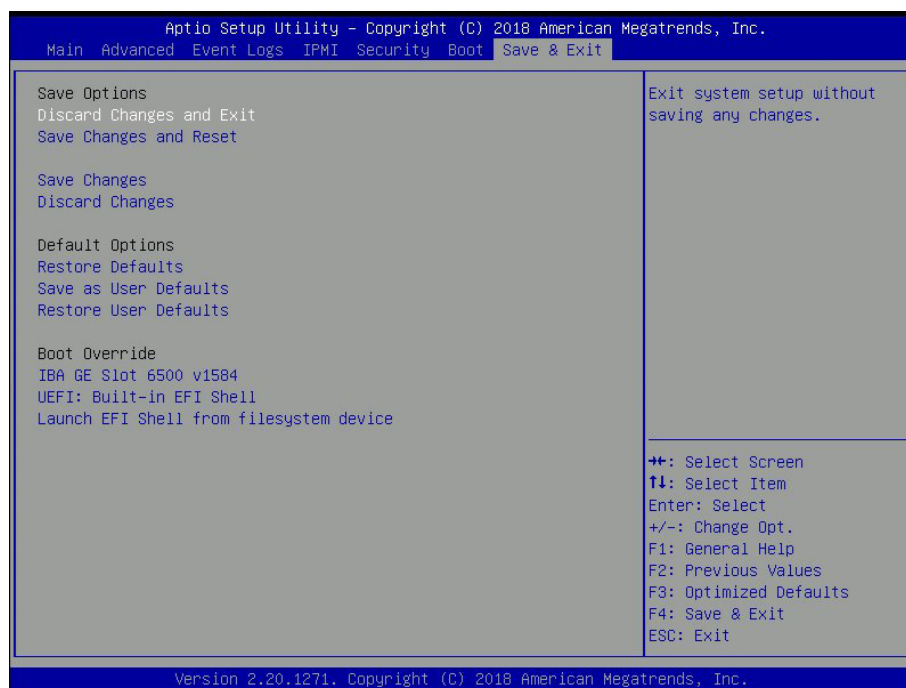 Aptio Setup Utility – Copyright (C) 2018 American Megatrends, Inc.
Main Advanced Event Logs IPMI Security Boot Save & Exit
Save Options
Discard Changes and Exit
Save Changes and Reset
Save Changes
Discard Changes
Default Options
Restore Defaults
Save as User Defaults
Restore User Defaults
Boot Override
IBA GE Slot 6500 v1584
UEFI: Built-in EFI Shell
Launch EFI Shell from filesystem device
Exit system setup without
saving any changes.
→←: Select Screen
↑↓: Select Item
Enter: Select
+/-: Change Opt.
F1: General Help
F2: Previous Values
F3: Optimized Defaults
F4: Save & Exit
ESC: Exit
Version 2.20.1271. Copyright (C) 2018 American Megatrends, Inc.